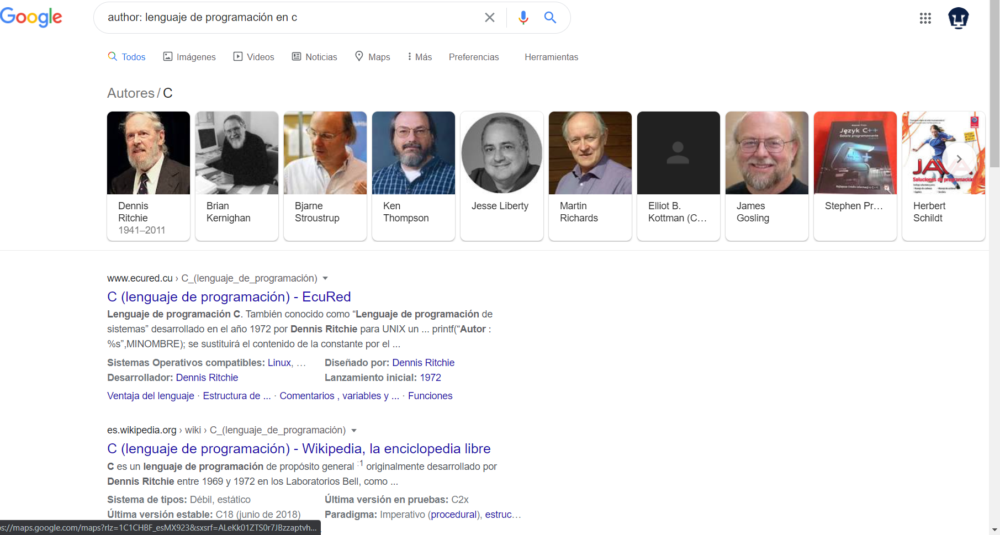 Google
author: lenguaje de programación en c
Todos Imágenes Videos Noticias Maps Más Preferencias Herramientas
Autores / C
Dennis Ritchie 1941–2011
Brian Kernighan
Bjarne Stroustrup
Ken Thompson
Jesse Liberty
Martin Richards
Elliot B. Kottman (C...
James Gosling
Język C++
Stephen Pr...
JAVA
Soluciones de programación
Herbert Schildt
www.ecured.cu › C_(lenguaje_de_programación)
C (lenguaje de programación) - EcuRed
Lenguaje de programación C. También conocido como “Lenguaje de programación de
sistemas” desarrollado en el año 1972 por Dennis Ritchie para UNIX un ... printf(“Autor :
%s”,MINOMBRE); se sustituirá el contenido de la constante por el ...
Sistemas Operativos compatibles: Linux, ... Diseñado por: Dennis Ritchie
Desarrollador: Dennis Ritchie Lanzamiento inicial: 1972
Ventaja del lenguaje · Estructura de ... · Comentarios , variables y ... · Funciones
es.wikipedia.org › wiki › C_(lenguaje_de_programación)
C (lenguaje de programación) - Wikipedia, la enciclopedia libre
C es un lenguaje de programación de propósito general :1 originalmente desarrollado por
Dennis Ritchie entre 1969 y 1972 en los Laboratorios Bell, como ...
Sistema de tipos: Débil, estático Última versión en pruebas: C2x
Última versión estable: C18 (junio de 2018) Paradigma: Imperativo (procedural), estruc...
os://maps.google.com/maps?rlz=1C1CHBF_esMX923&sxsrf=ALeKk01ZTS0r7JBzzaptvh...